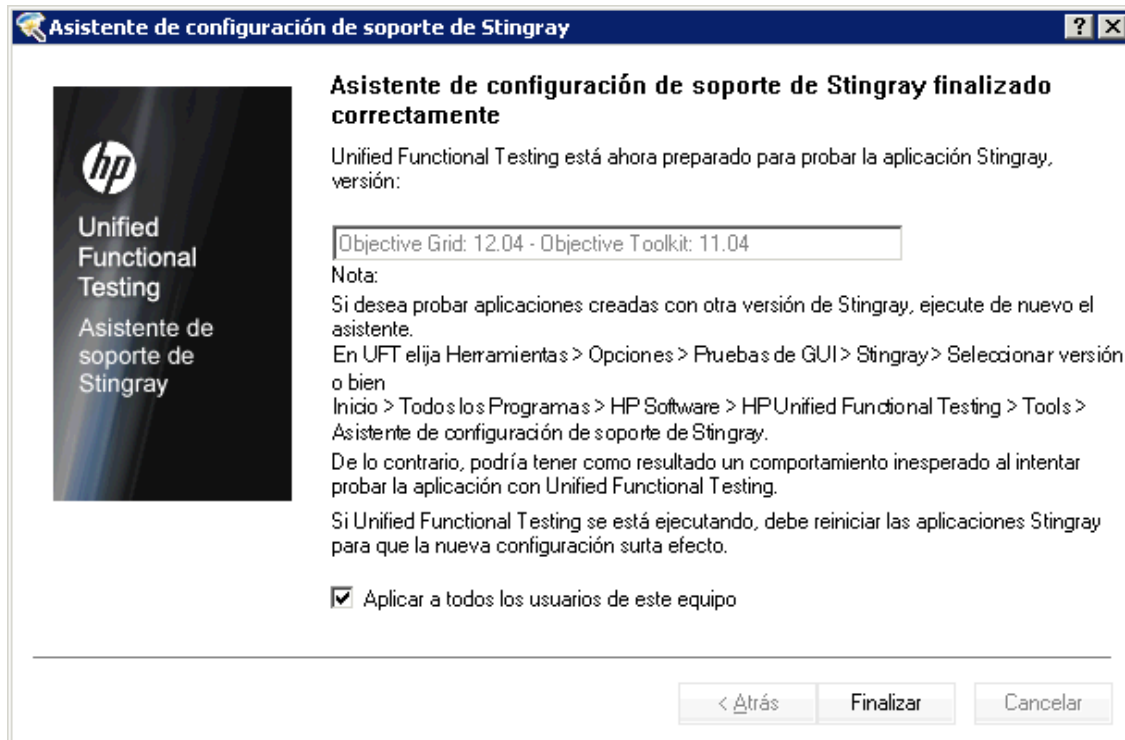 Asistente de configuración de soporte de Stingray
?
hp
Unified
Functional
Testing
Asistente de
soporte de
Stingray
Asistente de configuración de soporte de Stingray finalizado
correctamente
Unified Functional Testing está ahora preparado para probar la aplicación Stingray,
versión:
Objective Grid: 12.04 - Objective Toolkit: 11.04
Nota:
Si desea probar aplicaciones creadas con otra versión de Stingray, ejecute de nuevo el
asistente.
En UFT elija Herramientas > Opciones > Pruebas de GUI > Stingray > Seleccionar versión
o bien
Inicio > Todos los Programas > HP Software > HP Unified Functional Testing > Tools >
Asistente de configuración de soporte de Stingray.
De lo contrario, podría tener como resultado un comportamiento inesperado al intentar
probar la aplicación con Unified Functional Testing.
Si Unified Functional Testing se está ejecutando, debe reiniciar las aplicaciones Stingray
para que la nueva configuración surta efecto.
Aplicar a todos los usuarios de este equipo
< Atrás
Finalizar
Cancelar